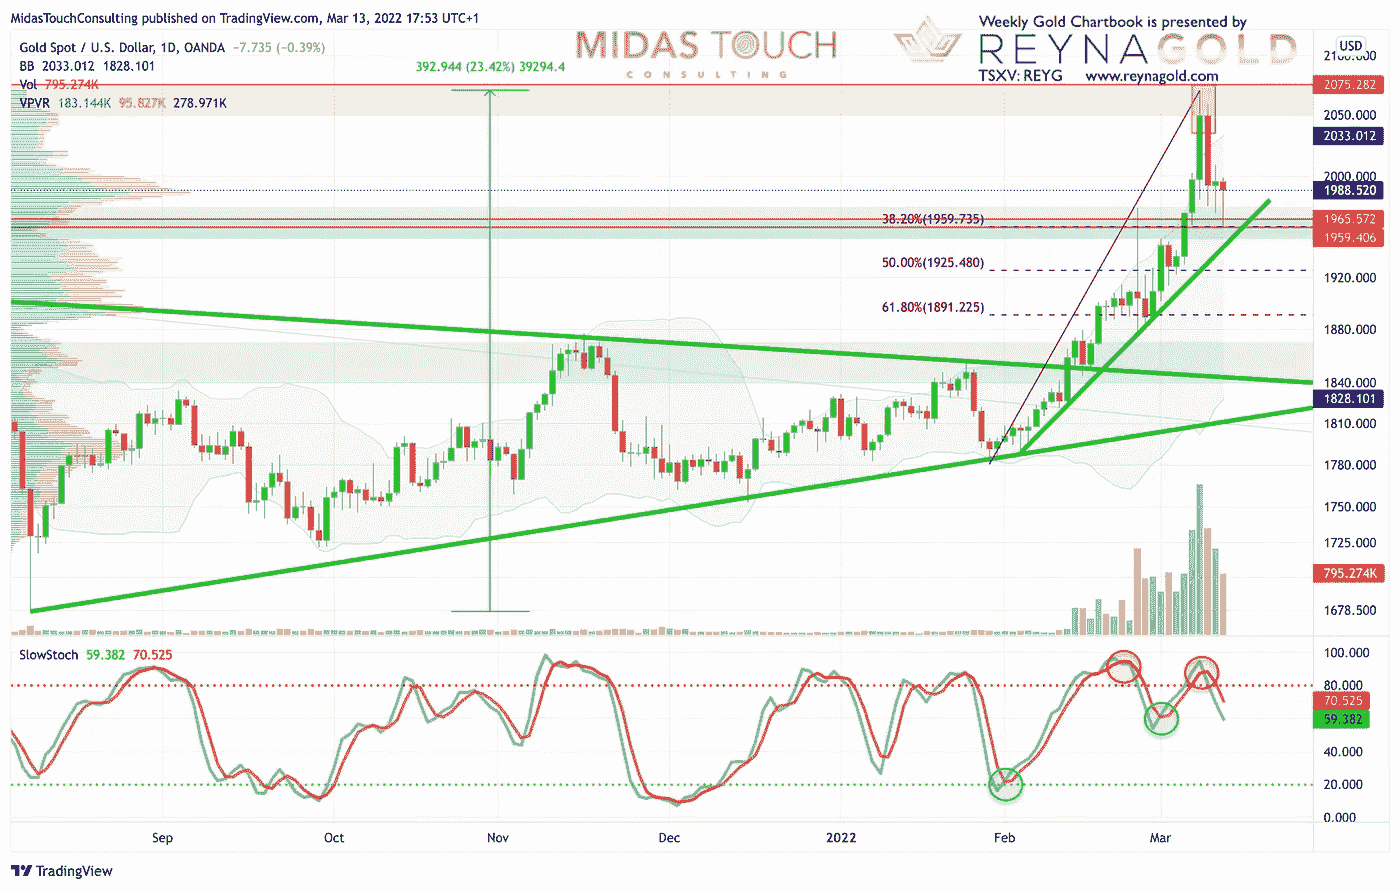 MidasTouchConsulting published on TradingView.com, Mar 13, 2022 17:53 UTC+1
Weekly Gold Chartbook is presented by
REYNAGOLD
TSXV: REYG www.reynagold.com
MIDAS TOUCH
CONSULTING
Gold Spot / U.S. Dollar, 1D, OANDA −7.735 (−0.39%)
BB 2033.012 1828.101
Vol 795.274K
VPVR 183.144K 95.827K 278.971K
392.944 (23.42%) 39294.4
USD
2100.000
2075.282
2050.000
2033.012
2000.000
1988.520
1965.572
1959.406
1920.000
1880.000
1840.000
1828.101
1810.000
1780.000
1750.000
1725.000
795.274K
1678.500
38.20%(1959.735)
50.00%(1925.480)
61.80%(1891.225)
SlowStoch 59.382 70.525
100.000
80.000
70.525
59.382
40.000
20.000
0.000
Sep Oct Nov Dec 2022 Feb Mar
TradingView